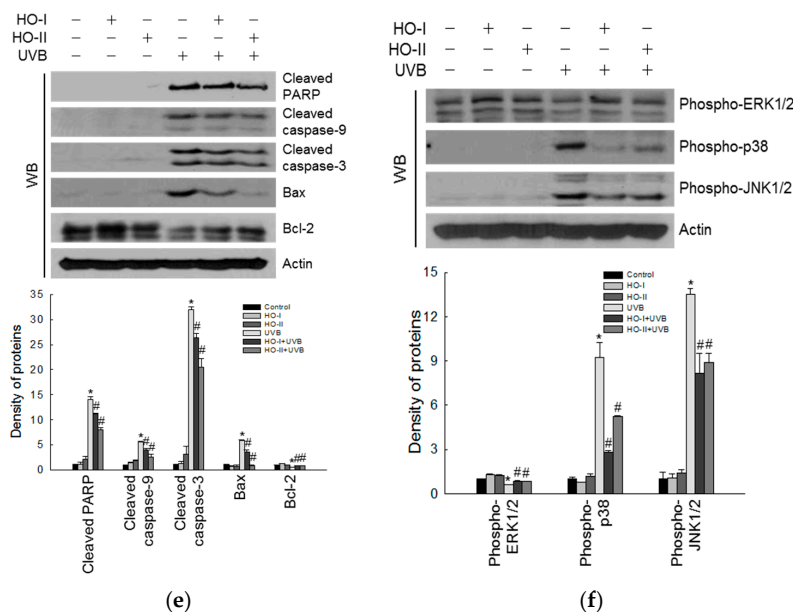 HO-I − + − − + −
HO-II − − + − − +
UVB − − − + + +
WB
Cleaved
PARP
Cleaved
caspase-9
Cleaved
caspase-3
Bax
Bcl-2
Actin
Density of proteins
35
30
25
20
15
10
5
0
Control
HO-I
HO-II
UVB
HO-I+UVB
HO-II+UVB
* # #
* # #
* # #
* # #
* ##
Cleaved PARP
Cleaved
caspase-9
Cleaved
caspase-3
Bax
Bcl-2
(e)
HO-I − + − − + −
HO-II − − + − − +
UVB − − − + + +
WB
Phospho-ERK1/2
Phospho-p38
Phospho-JNK1/2
Actin
Density of proteins
15
12
9
6
3
0
Control
HO-I
HO-II
UVB
HO-I+UVB
HO-II+UVB
* ##
* # #
* ##
Phospho-
ERK1/2
Phospho-
p38
Phospho-
JNK1/2
(f)